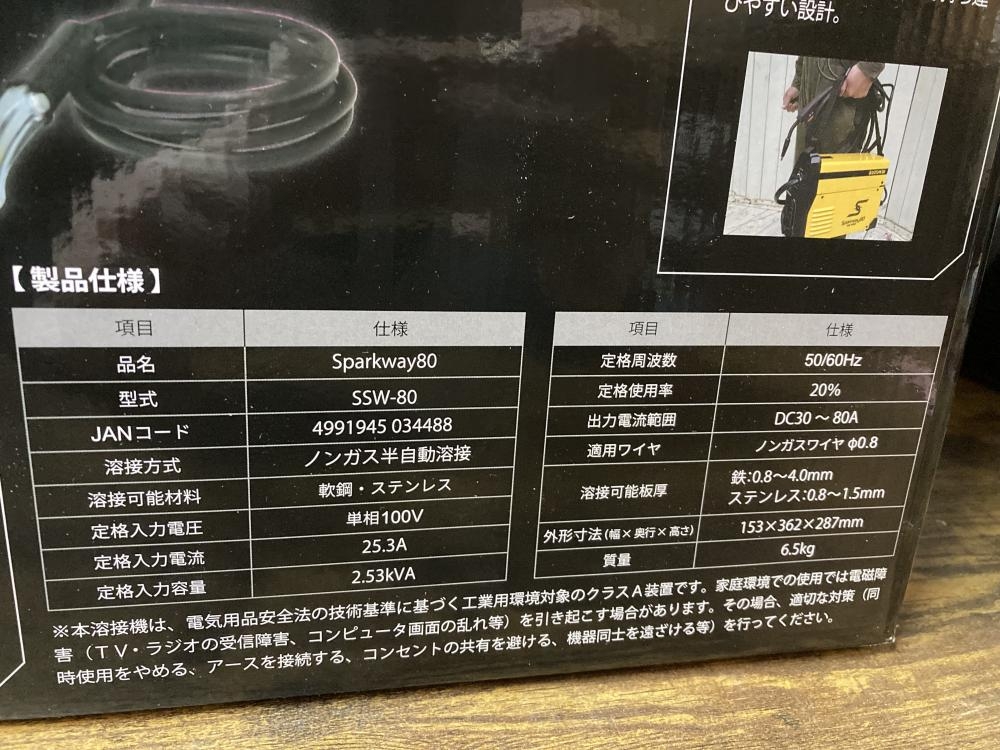 びやすい設計。
SUZUKID
Sparkway80
【 製品仕様 】
項目 仕様
品名 Sparkway80
型式 SSW-80
JANコード 4991945 034488
溶接方式 ノンガス半自動溶接
溶接可能材料 軟鋼・ステンレス
定格入力電圧 単相100V
定格入力電流 25.3A
定格入力容量 2.53kVA
項目 仕様
定格周波数 50/60Hz
定格使用率 20%
出力電流範囲 DC30 ～ 80A
適用ワイヤ ノンガスワイヤ φ0.8
溶接可能板厚 鉄:0.8～4.0mm
ステンレス:0.8～1.5mm
外形寸法(幅×奥行×高さ) 153×362×287mm
質量 6.5kg
※本溶接機は、電気用品安全法の技術基準に基づく工業用環境対象のクラスA装置です。家庭環境での使用では電磁障
害（TV・ラジオの受信障害、コンピュータ画面の乱れ等）を引き起こす場合があります。その場合、適切な対策（同
時使用をやめる、アースを接続する、コンセントの共有を避ける、機器同士を遠ざける等）を行ってください。